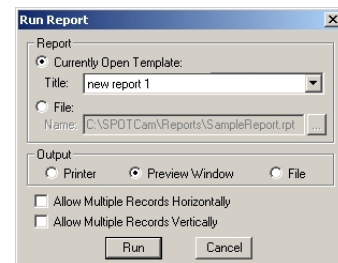 Run Report
Report
Currently Open Template:
Title: new report 1
File:
Name: C:\SPOTCam\Reports\SampleReport.rpt ...
Output
Printer Preview Window File
Allow Multiple Records Horizontally
Allow Multiple Records Vertically
Run Cancel